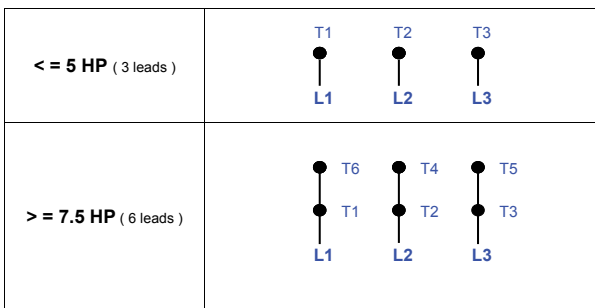 T1 T2 T3
< = 5 HP ( 3 leads )
L1 L2 L3
T6 T4 T5
T1 T2 T3
> = 7.5 HP ( 6 leads )
L1 L2 L3